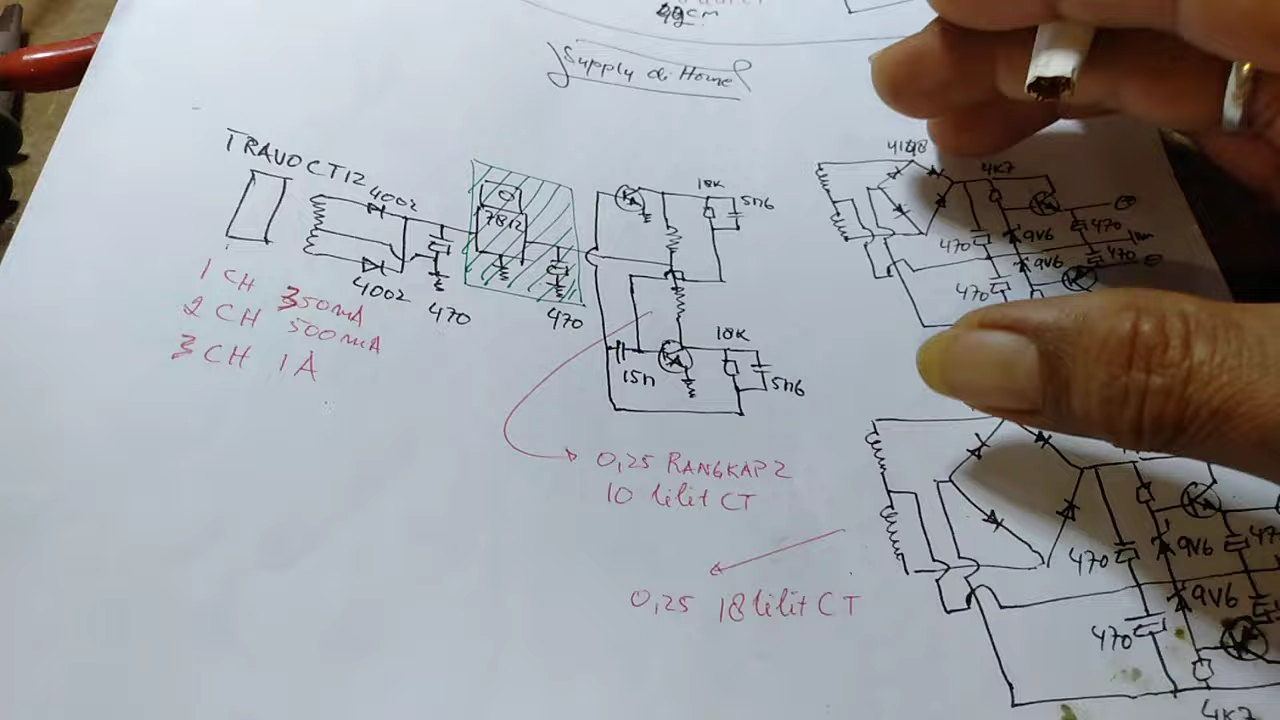 49cm
Supply di Home
TRAVO CT12
4002
4002
470
7812
470
1 CH 350mA
2 CH 500mA
3 CH 1A
18K
5n6
15n
18K
5n6
0,25 RANGKAP 2
10 lilit CT
0,25 18 lilit CT
4148
4K7
470
9V6
470
470
9V6
470
470
9V6
47
9V6
470
4K7